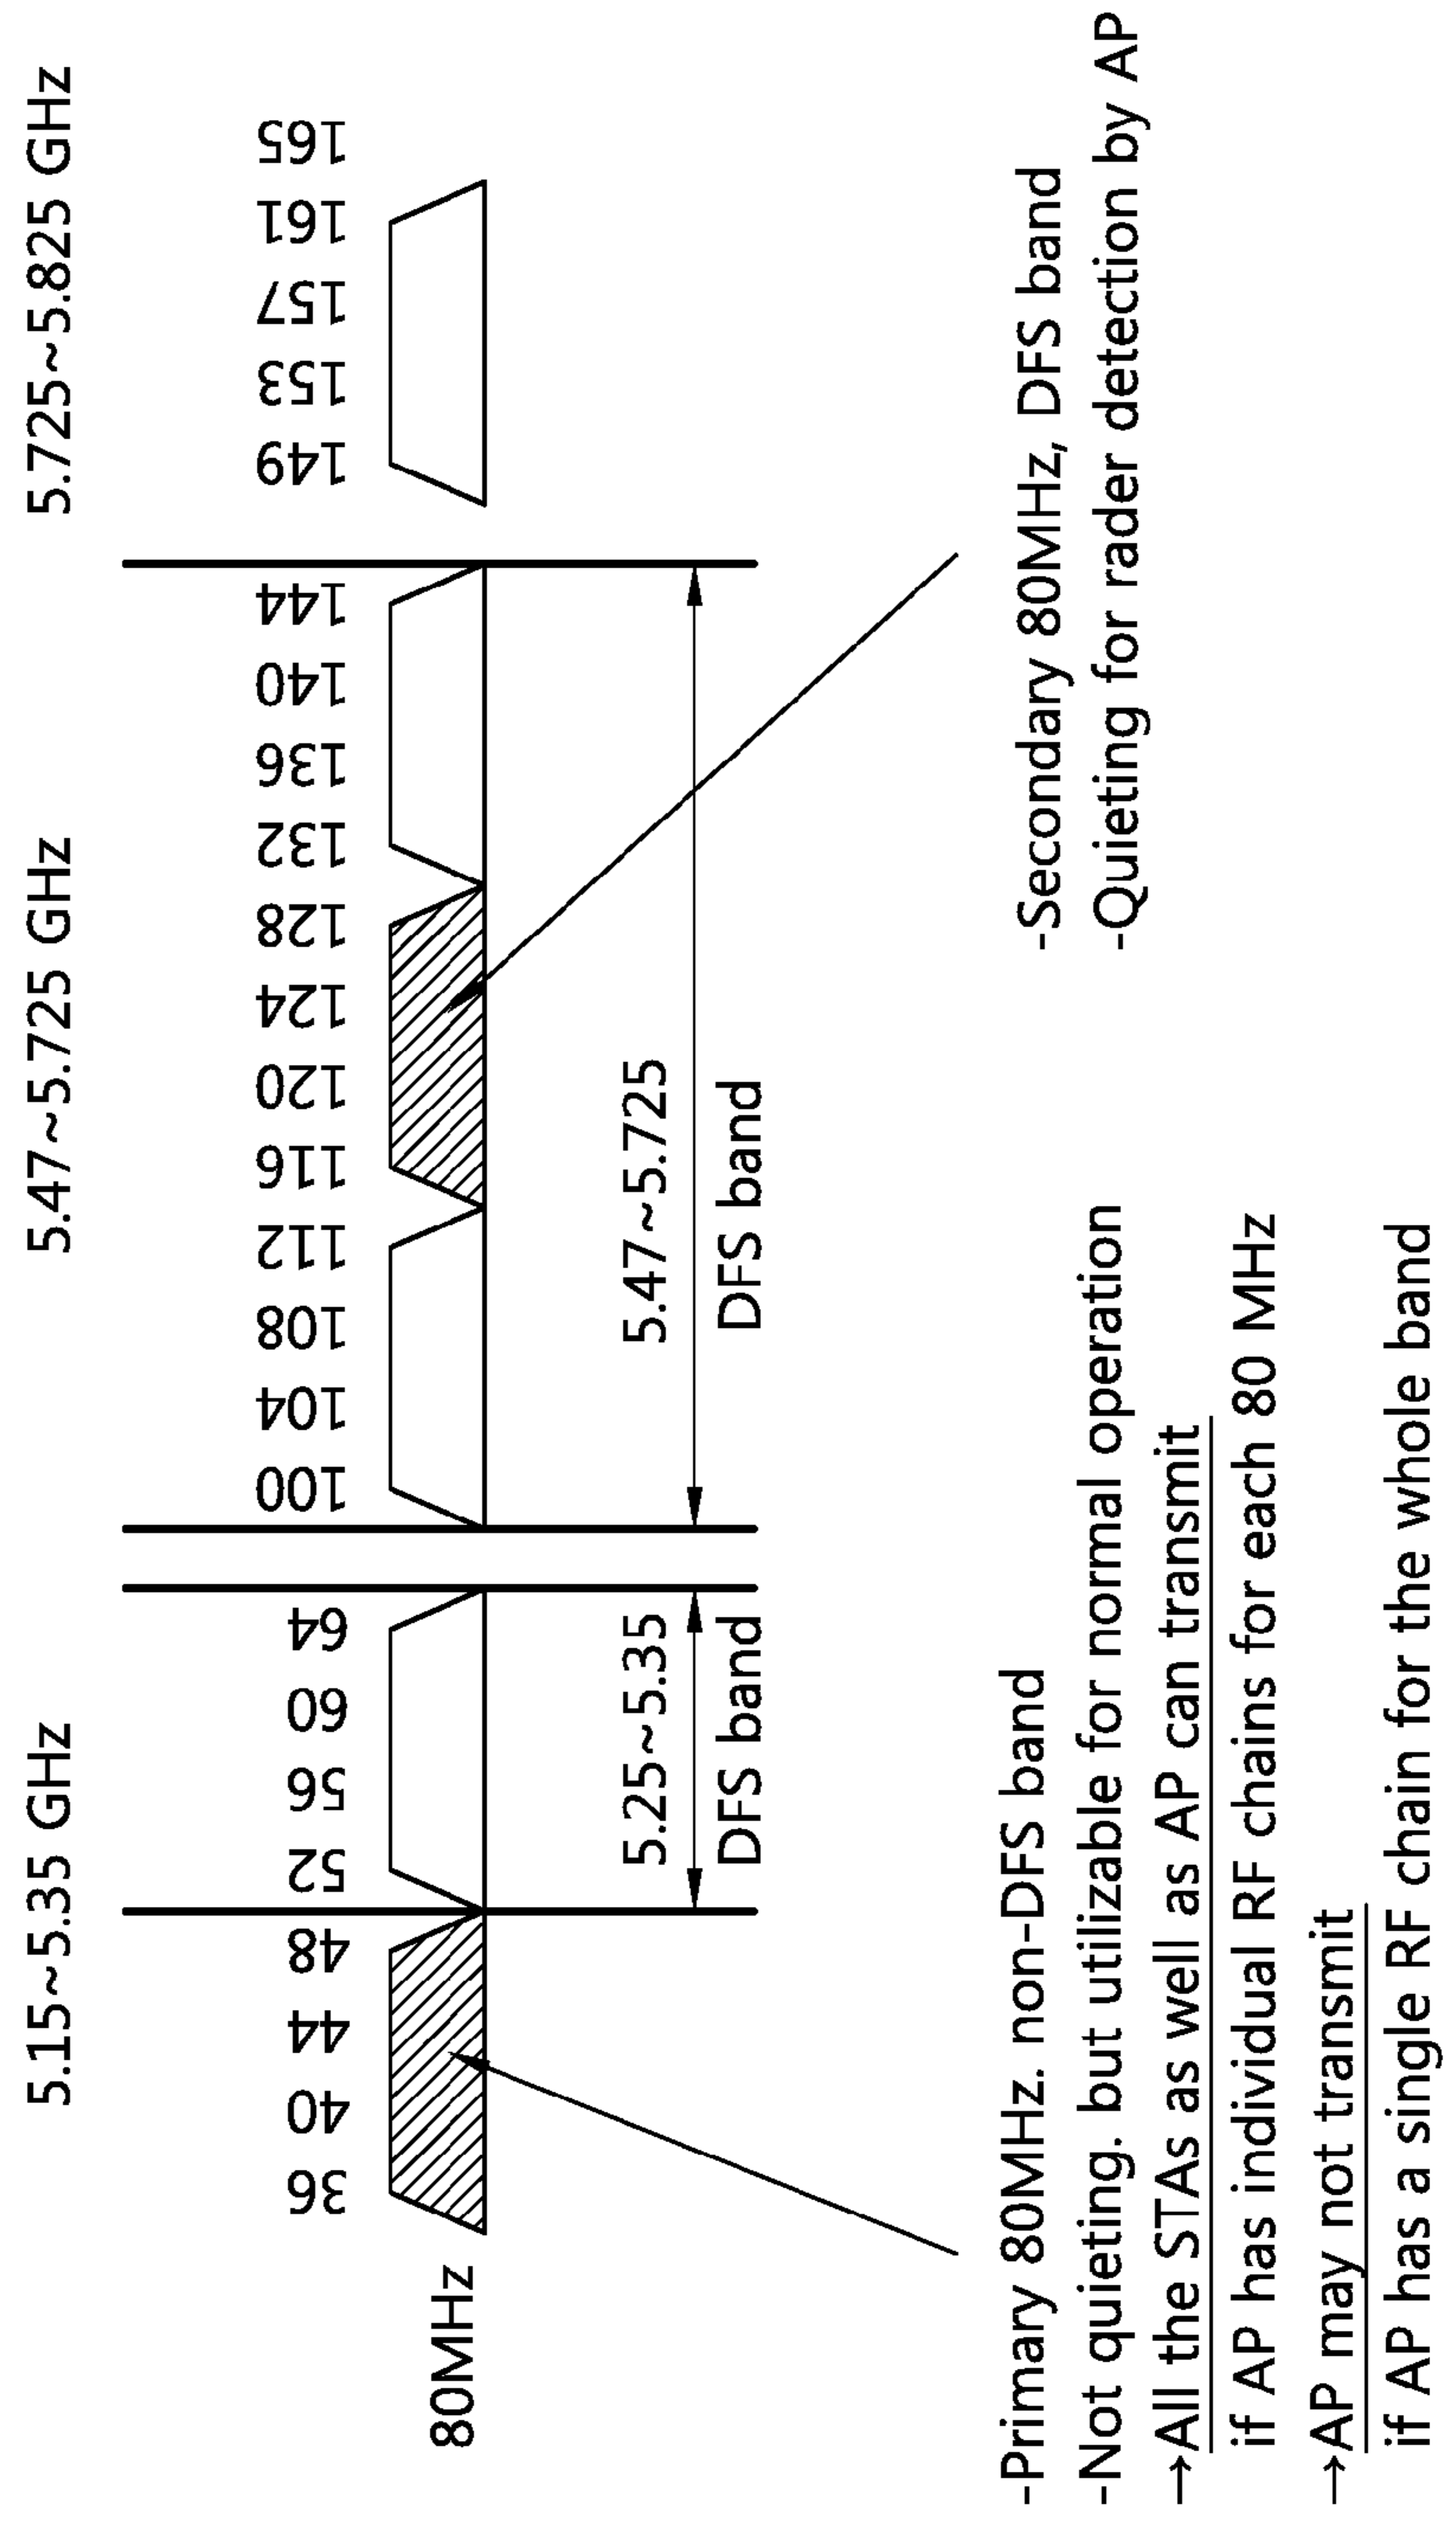 5.15~5.35 GHz
5.47~5.725 GHz
5.725~5.825 GHz
36 40 44 48 52 56 60 64 100 104 108 112 116 120 124 128 132 136 140 144 149 153 157 161 165
80MHz
5.25~5.35
DFS band
5.47~5.725
DFS band
-Primary 80MHz. non-DFS band
-Not quieting. but utilizable for normal operation
→All the STAs as well as AP can transmit
if AP has individual RF chains for each 80 MHz
→AP may not transmit
if AP has a single RF chain for the whole band
-Secondary 80MHz, DFS band
-Quieting for rader detection by AP